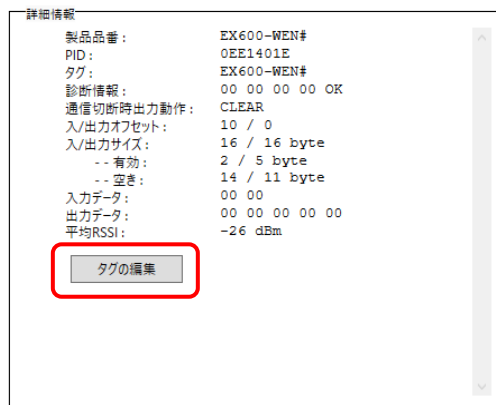 詳細情報
製品品番： EX600-WEN#
PID： 0EE1401E
タグ： EX600-WEN#
診断情報： 00 00 00 00 OK
通信切断時出力動作： CLEAR
入/出力オフセット： 10 / 0
入/出力サイズ： 16 / 16 byte
--有効： 2 / 5 byte
--空き： 14 / 11 byte
入力データ： 00 00
出力データ： 00 00 00 00 00
平均RSSI： -26 dBm
タグの編集